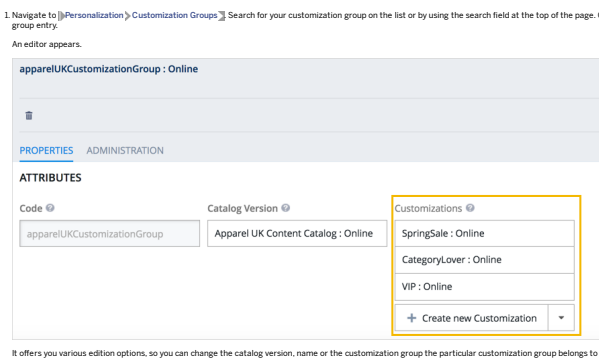 1. Navigate to Personalization Customization Groups . Search for your customization group on the list or by using the search field at the top of the page.
group entry.
An editor appears.
apparelUKCustomizationGroup : Online
PROPERTIES ADMINISTRATION
ATTRIBUTES
Code Catalog Version Customizations
apparelUKCustomizationGroup Apparel UK Content Catalog : Online SpringSale : Online
CategoryLover : Online
VIP : Online
+ Create new Customization
It offers you various edition options, so you can change the catalog version, name or the customization group the particular customization group belongs to